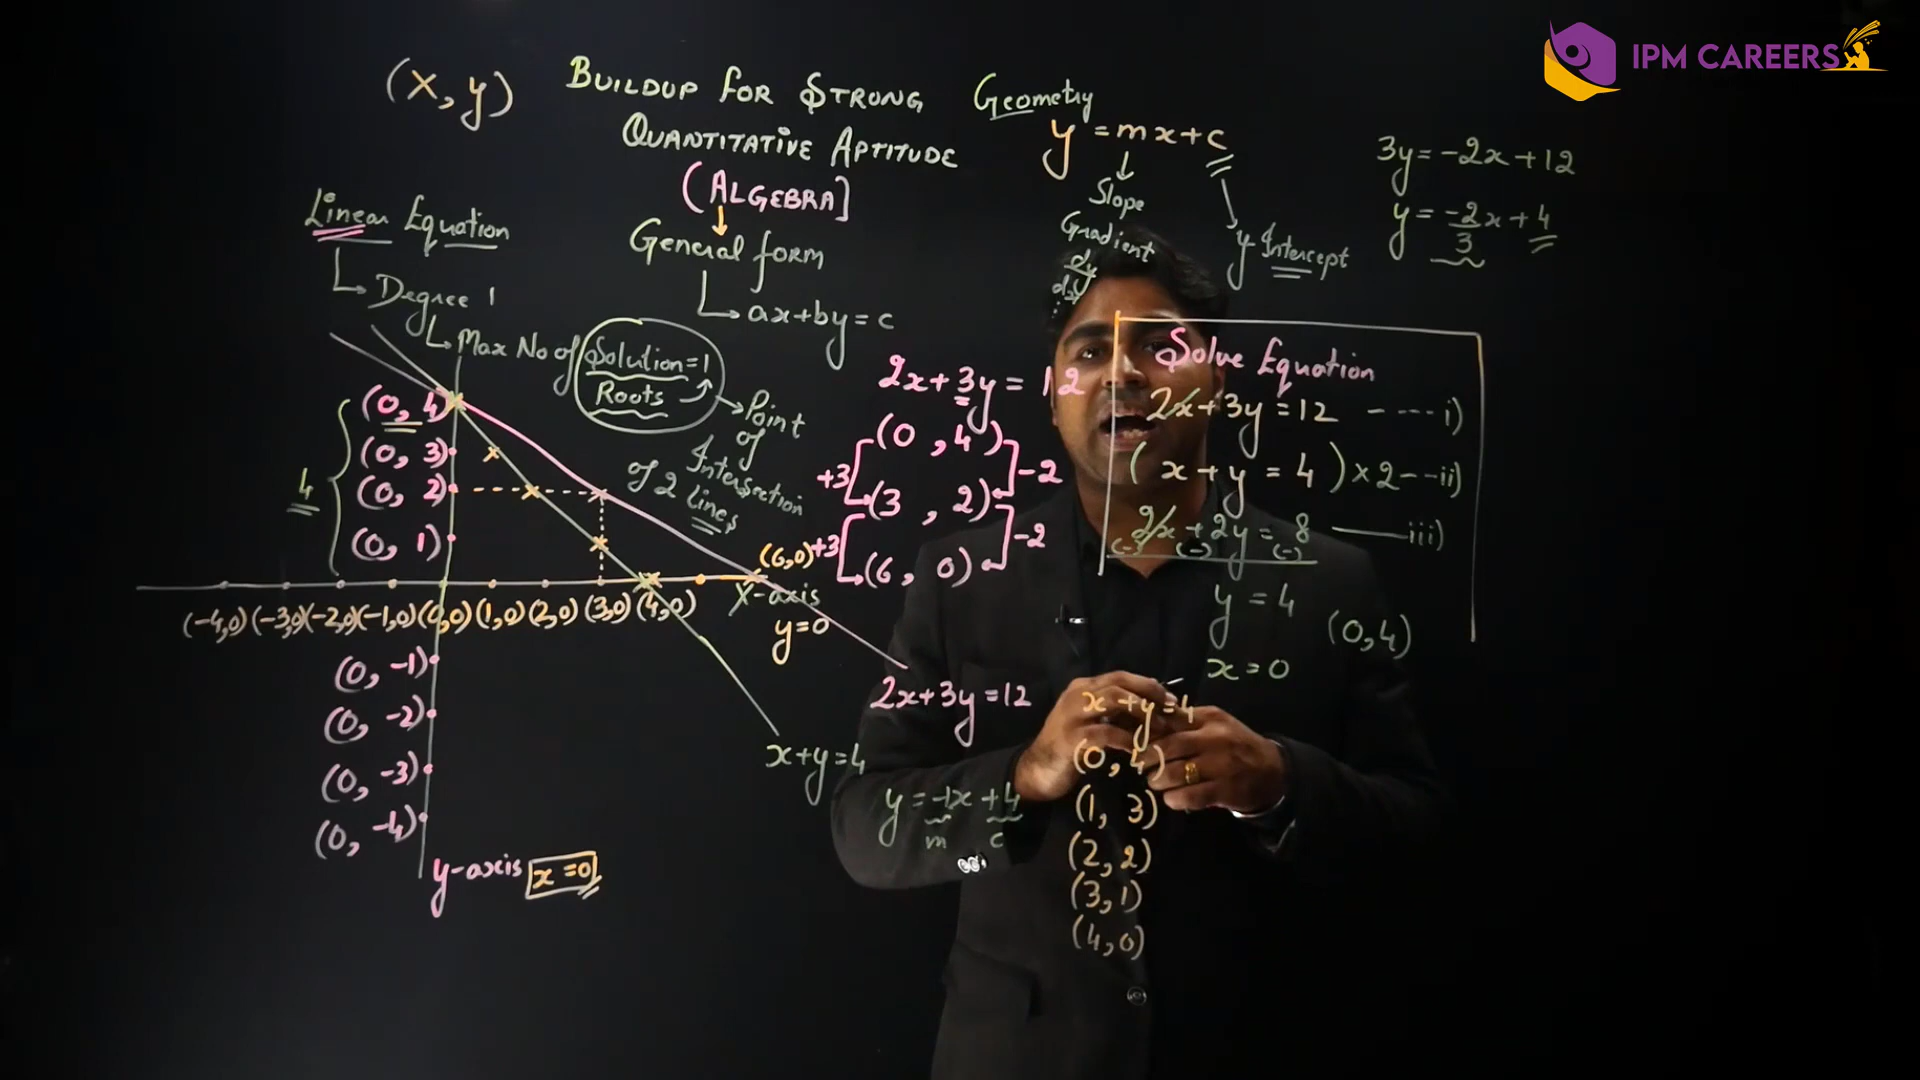 IPM CAREERS
(x, y)
BUILDUP FOR STRONG
QUANTITATIVE APTITUDE
(ALGEBRA]
Geometry
y = mx+c
Slope
Gradient
dy
dx
y Intercept
3y = -2x+12
y = -2x+4
3
Linear Equation
Degree 1
Max No of Solution=1
Roots
Point
of
Intersection
of 2 Lines
General form
ax+by = c
(0, 4)
(0, 3)
(0, 2)
(0, 1)
4
(-4,0) (-3,0) (-2,0) (-1,0) (0,0) (1,0) (2,0) (3,0) (4,0)
(6,0)
X-axis
y=0
(0, -1)
(0, -2)
(0, -3)
(0, -4)
y-axis x=0
2x+3y=12
x+y=4
y = -1x +4
m c
2x+3y = 12
(0, 4)
+3 -2
(3, 2)
+3 -2
(6, 0)
Solve Equation
2x+3y=12 ---- i)
( x+y = 4 )×2 -- ii)
2x+2y= 8 — iii)
(-) (-) (-)
y = 4
(0,4)
x=0
x+y=4
(0, 4)
(1, 3)
(2, 2)
(3,1)
(4,0)